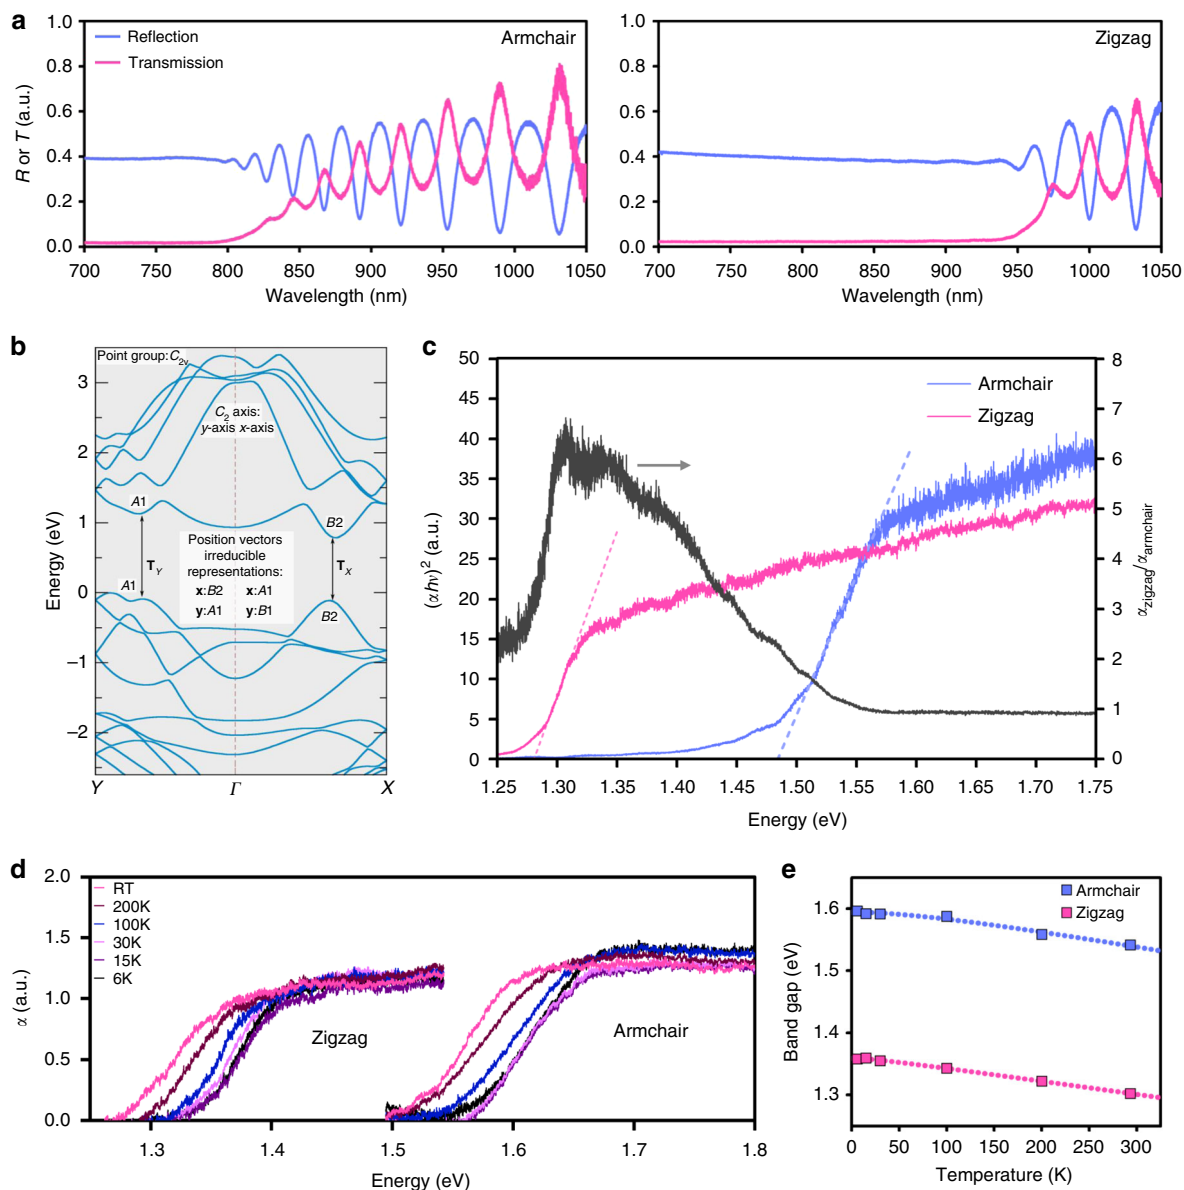 a
1.0
0.8
0.6
0.4
0.2
0.0
R or T (a.u.)
Reflection
Transmission
Armchair
700 750 800 850 900 950 1000 1050
Wavelength (nm)
1.0
0.8
0.6
0.4
0.2
0.0
Zigzag
700 750 800 850 900 950 1000 1050
Wavelength (nm)
b
Point group: C2v
3
2
1
0
−1
−2
Energy (eV)
C2 axis:
y-axis x-axis
A1
B2
Position vectors
irreducible
representations:
x:B2 x:A1
y:A1 y:B1
TY
TX
A1
B2
Y Γ X
c
50
45
40
35
30
25
20
15
10
5
0
(αhν)2 (a.u.)
Armchair
Zigzag
8
7
6
5
4
3
2
1
0
αzigzag/αarmchair
1.25 1.30 1.35 1.40 1.45 1.50 1.55 1.60 1.65 1.70 1.75
Energy (eV)
d
2.0
1.5
1.0
0.5
0.0
α (a.u.)
RT
200K
100K
30K
15K
6K
Zigzag
Armchair
1.3 1.4 1.5 1.6 1.7 1.8
Energy (eV)
e
1.6
1.5
1.4
1.3
Band gap (eV)
Armchair
Zigzag
0 50 100 150 200 250 300
Temperature (K)